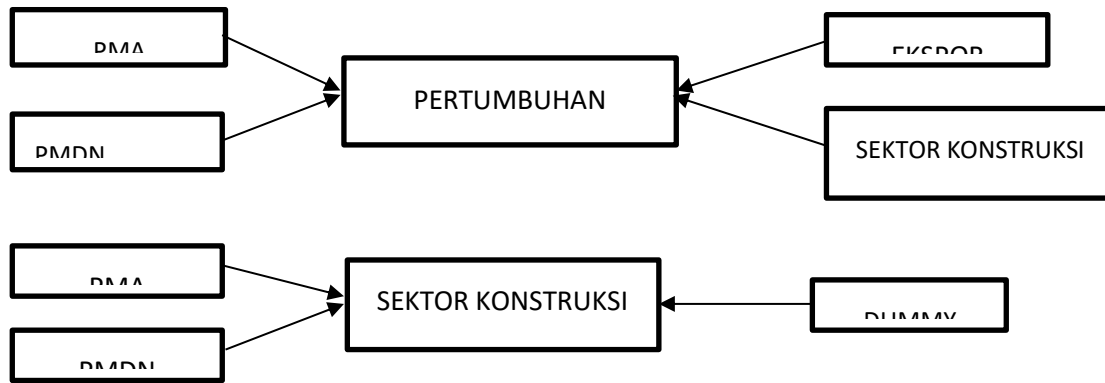 PMA
EKSPOR
PERTUMBUHAN
PMDN
SEKTOR KONSTRUKSI
PMA
SEKTOR KONSTRUKSI
DUMMY
PMDN